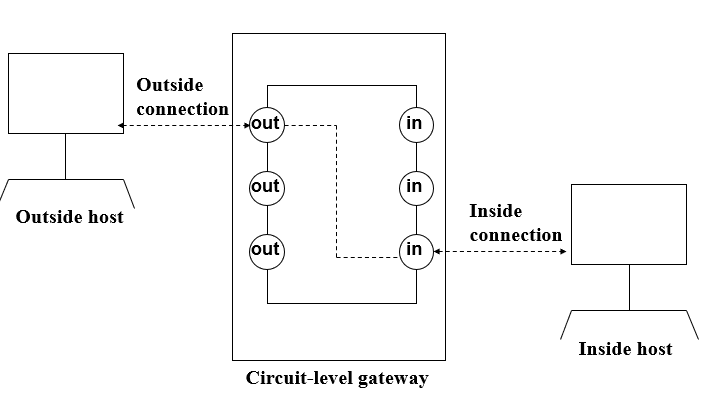 Outside
connection
out
in
out
in
Outside host
Inside
connection
out
in
Inside host
Circuit-level gateway